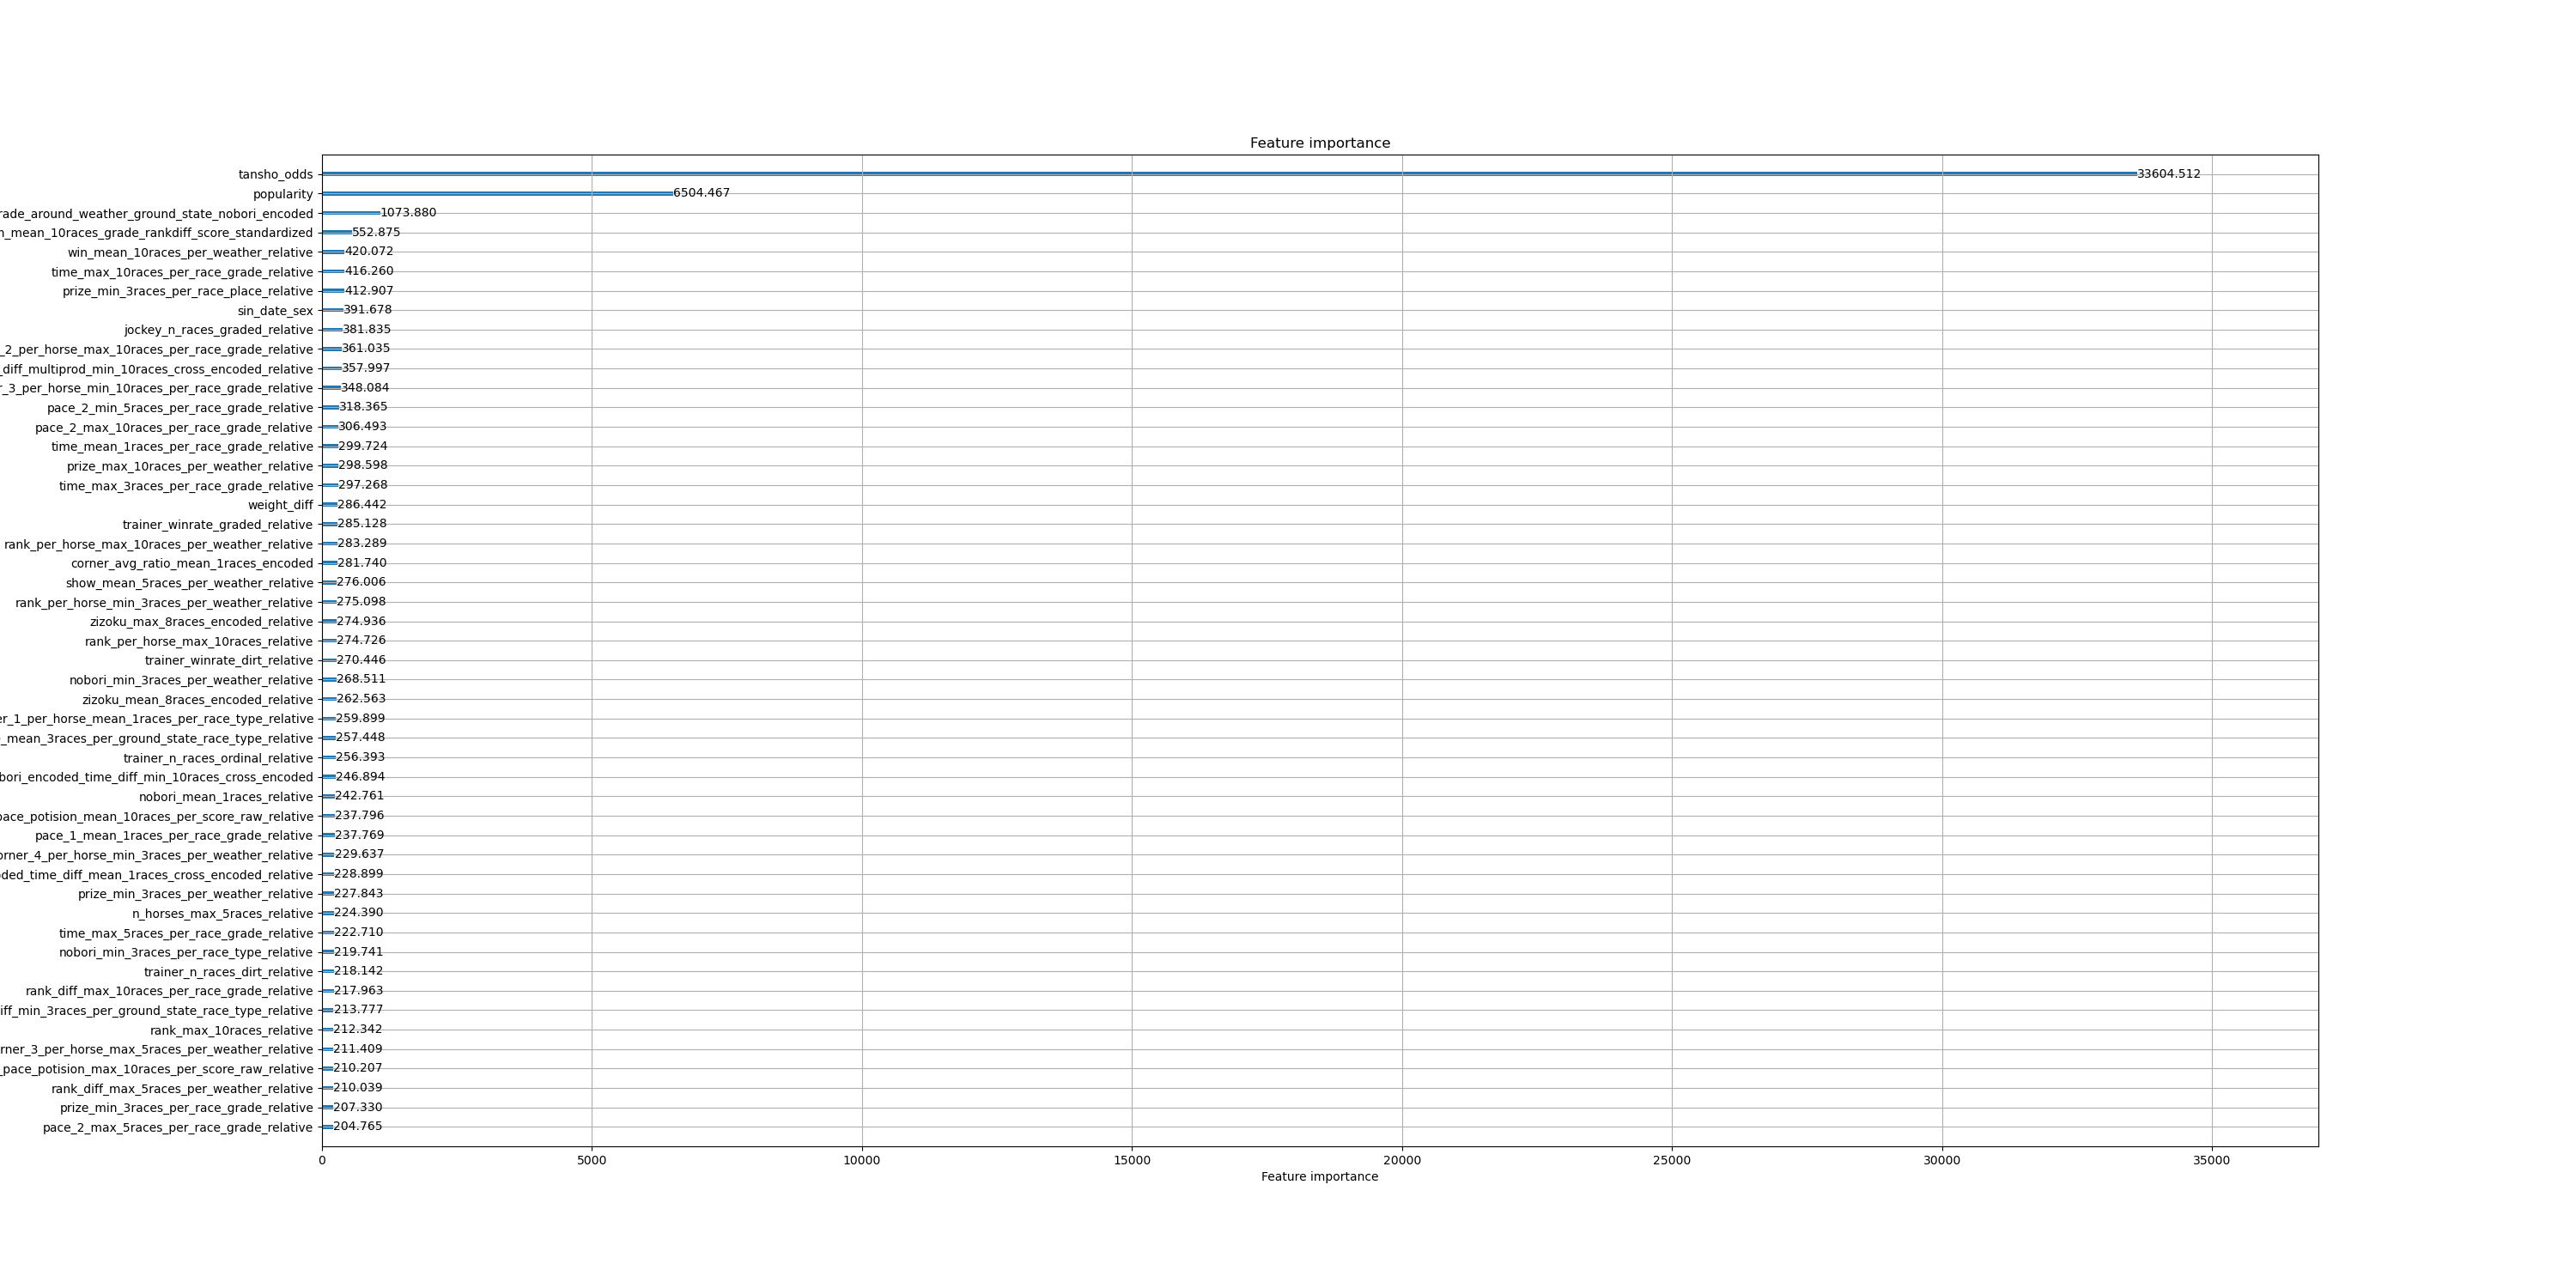 Feature importance
tansho_odds 33604.512
popularity 6504.467
rade_around_weather_ground_state_nobori_encoded 1073.880
n_mean_10races_grade_rankdiff_score_standardized 552.875
win_mean_10races_per_weather_relative 420.072
time_max_10races_per_race_grade_relative 416.260
prize_min_3races_per_race_place_relative 412.907
sin_date_sex 391.678
jockey_n_races_graded_relative 381.835
_2_per_horse_max_10races_per_race_grade_relative 361.035
_diff_multiprod_min_10races_cross_encoded_relative 357.997
r_3_per_horse_min_10races_per_race_grade_relative 348.084
pace_2_min_5races_per_race_grade_relative 318.365
pace_2_max_10races_per_race_grade_relative 306.493
time_mean_1races_per_race_grade_relative 299.724
prize_max_10races_per_weather_relative 298.598
time_max_3races_per_race_grade_relative 297.268
weight_diff 286.442
trainer_winrate_graded_relative 285.128
rank_per_horse_max_10races_per_weather_relative 283.289
corner_avg_ratio_mean_1races_encoded 281.740
show_mean_5races_per_weather_relative 276.006
rank_per_horse_min_3races_per_weather_relative 275.098
zizoku_max_8races_encoded_relative 274.936
rank_per_horse_max_10races_relative 274.726
trainer_winrate_dirt_relative 270.446
nobori_min_3races_per_weather_relative 268.511
zizoku_mean_8races_encoded_relative 262.563
er_1_per_horse_mean_1races_per_race_type_relative 259.899
_mean_3races_per_ground_state_race_type_relative 257.448
trainer_n_races_ordinal_relative 256.393
bori_encoded_time_diff_min_10races_cross_encoded 246.894
nobori_mean_1races_relative 242.761
pace_potision_mean_10races_per_score_raw_relative 237.796
pace_1_mean_1races_per_race_grade_relative 237.769
orner_4_per_horse_min_3races_per_weather_relative 229.637
ded_time_diff_mean_1races_cross_encoded_relative 228.899
prize_min_3races_per_weather_relative 227.843
n_horses_max_5races_relative 224.390
time_max_5races_per_race_grade_relative 222.710
nobori_min_3races_per_race_type_relative 219.741
trainer_n_races_dirt_relative 218.142
rank_diff_max_10races_per_race_grade_relative 217.963
iff_min_3races_per_ground_state_race_type_relative 213.777
rank_max_10races_relative 212.342
rner_3_per_horse_max_5races_per_weather_relative 211.409
_pace_potision_max_10races_per_score_raw_relative 210.207
rank_diff_max_5races_per_weather_relative 210.039
prize_min_3races_per_race_grade_relative 207.330
pace_2_max_5races_per_race_grade_relative 204.765
0 5000 10000 15000 20000 25000 30000 35000
Feature importance